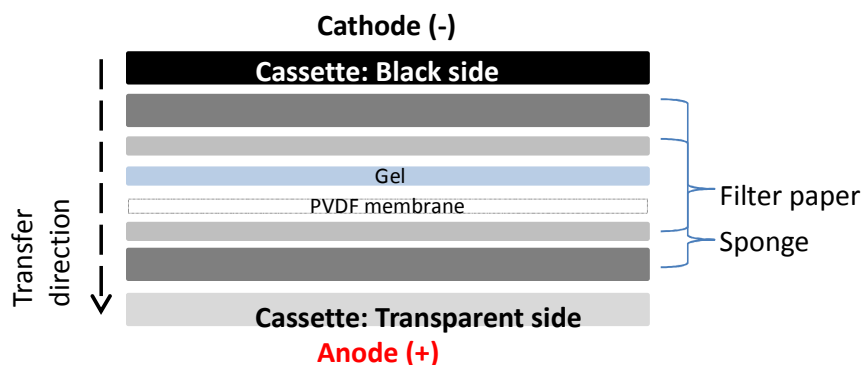 Cathode (-)
Cassette: Black side
Gel
PVDF membrane
Filter paper
Sponge
Transfer
direction
Cassette: Transparent side
Anode (+)